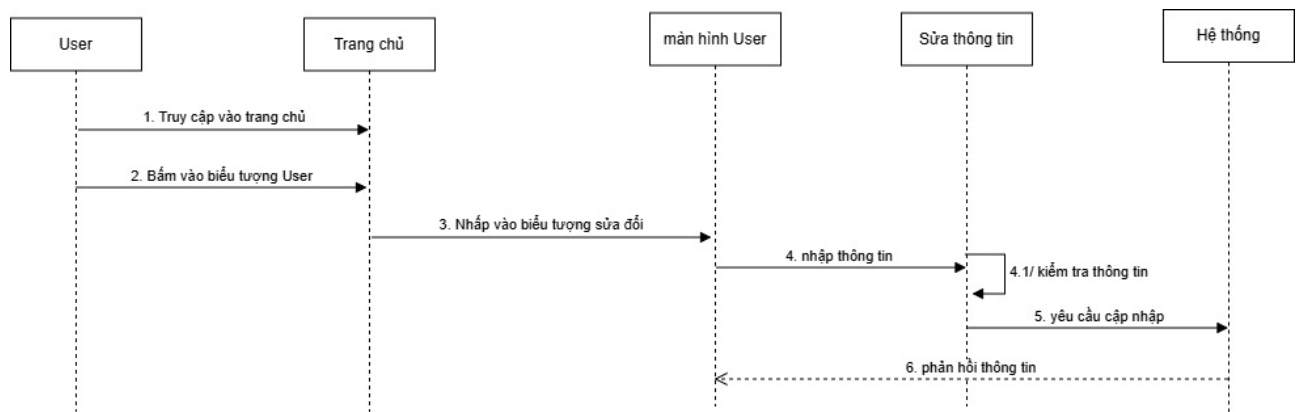 User
Trang chủ
màn hình User
Sửa thông tin
Hệ thống
1. Truy cập vào trang chủ
2. Bấm vào biểu tượng User
3. Nhấp vào biểu tượng sửa đổi
4. nhập thông tin
4.1/ kiểm tra thông tin
5. yêu cầu cập nhập
6. phản hồi thông tin